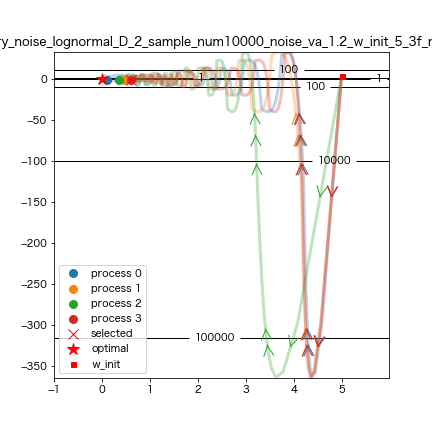 ry_noise_lognormal_D_2_sample_num10000_noise_va_1.2_w_init_5_3f_n
100
1
1
100
10000
100000
0
−50
−100
−150
−200
−250
−300
−350
process 0
process 1
process 2
process 3
selected
optimal
w_init
−1 0 1 2 3 4 5